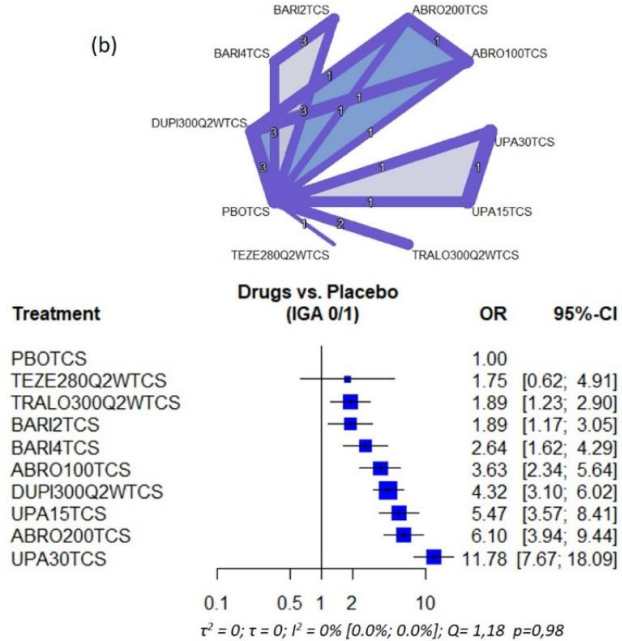 (b)
BARI2TCS
ABRO200TCS
BARI4TCS
3
1
ABRO100TCS
1
1
DUPI300Q2WTCS
3
3
1
1
3
1
UPA30TCS
1
1
PBOTCS
1
UPA15TCS
1
2
TEZE280Q2WTCS
TRALO300Q2WTCS
Drugs vs. Placebo
Treatment (IGA 0/1) OR 95%-CI
PBOTCS 1.00
TEZE280Q2WTCS 1.75 [0.62; 4.91]
TRALO300Q2WTCS 1.89 [1.23; 2.90]
BARI2TCS 1.89 [1.17; 3.05]
BARI4TCS 2.64 [1.62; 4.29]
ABRO100TCS 3.63 [2.34; 5.64]
DUPI300Q2WTCS 4.32 [3.10; 6.02]
UPA15TCS 5.47 [3.57; 8.41]
ABRO200TCS 6.10 [3.94; 9.44]
UPA30TCS 11.78 [7.67; 18.09]
0.1 0.5 1 2 10
τ² = 0; τ = 0; I² = 0% [0.0%; 0.0%]; Q= 1,18 p=0,98